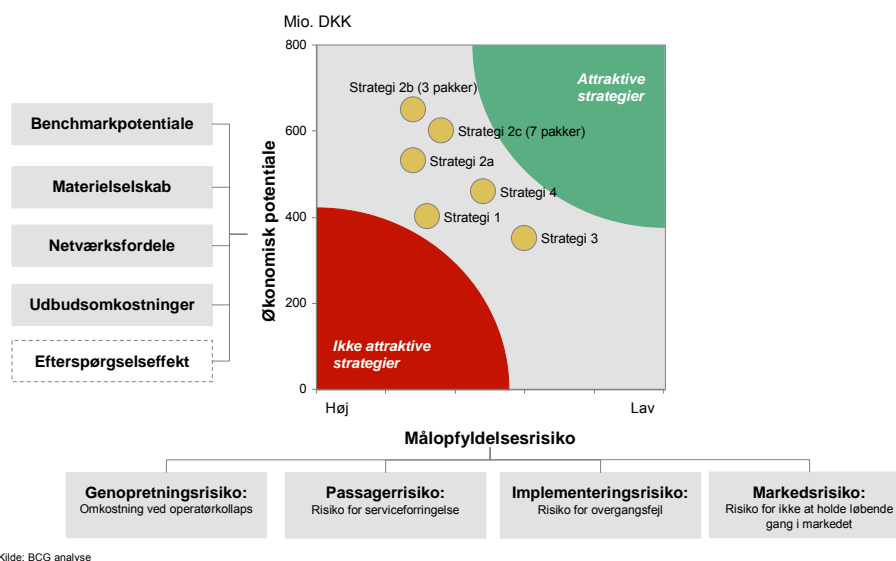 Mio. DKK
800
600
400
200
0
Økonomisk potentiale
Benchmarkpotentiale
Materielselskab
Netværksfordele
Udbudsomkostninger
Efterspørgselseffekt
Strategi 2b (3 pakker)
Strategi 2c (7 pakker)
Strategi 2a
Strategi 4
Strategi 1
Strategi 3
Attraktive
strategier
Ikke attraktive
strategier
Høj
Lav
Målopfyldelsesrisiko
Genopretningsrisiko:
Omkostning ved operatørkollaps
Passagerrisiko:
Risiko for serviceforringelse
Implementeringsrisiko:
Risiko for overgangsfejl
Markedsrisiko:
Risiko for ikke at holde løbende
gang i markedet
Kilde: BCG analyse